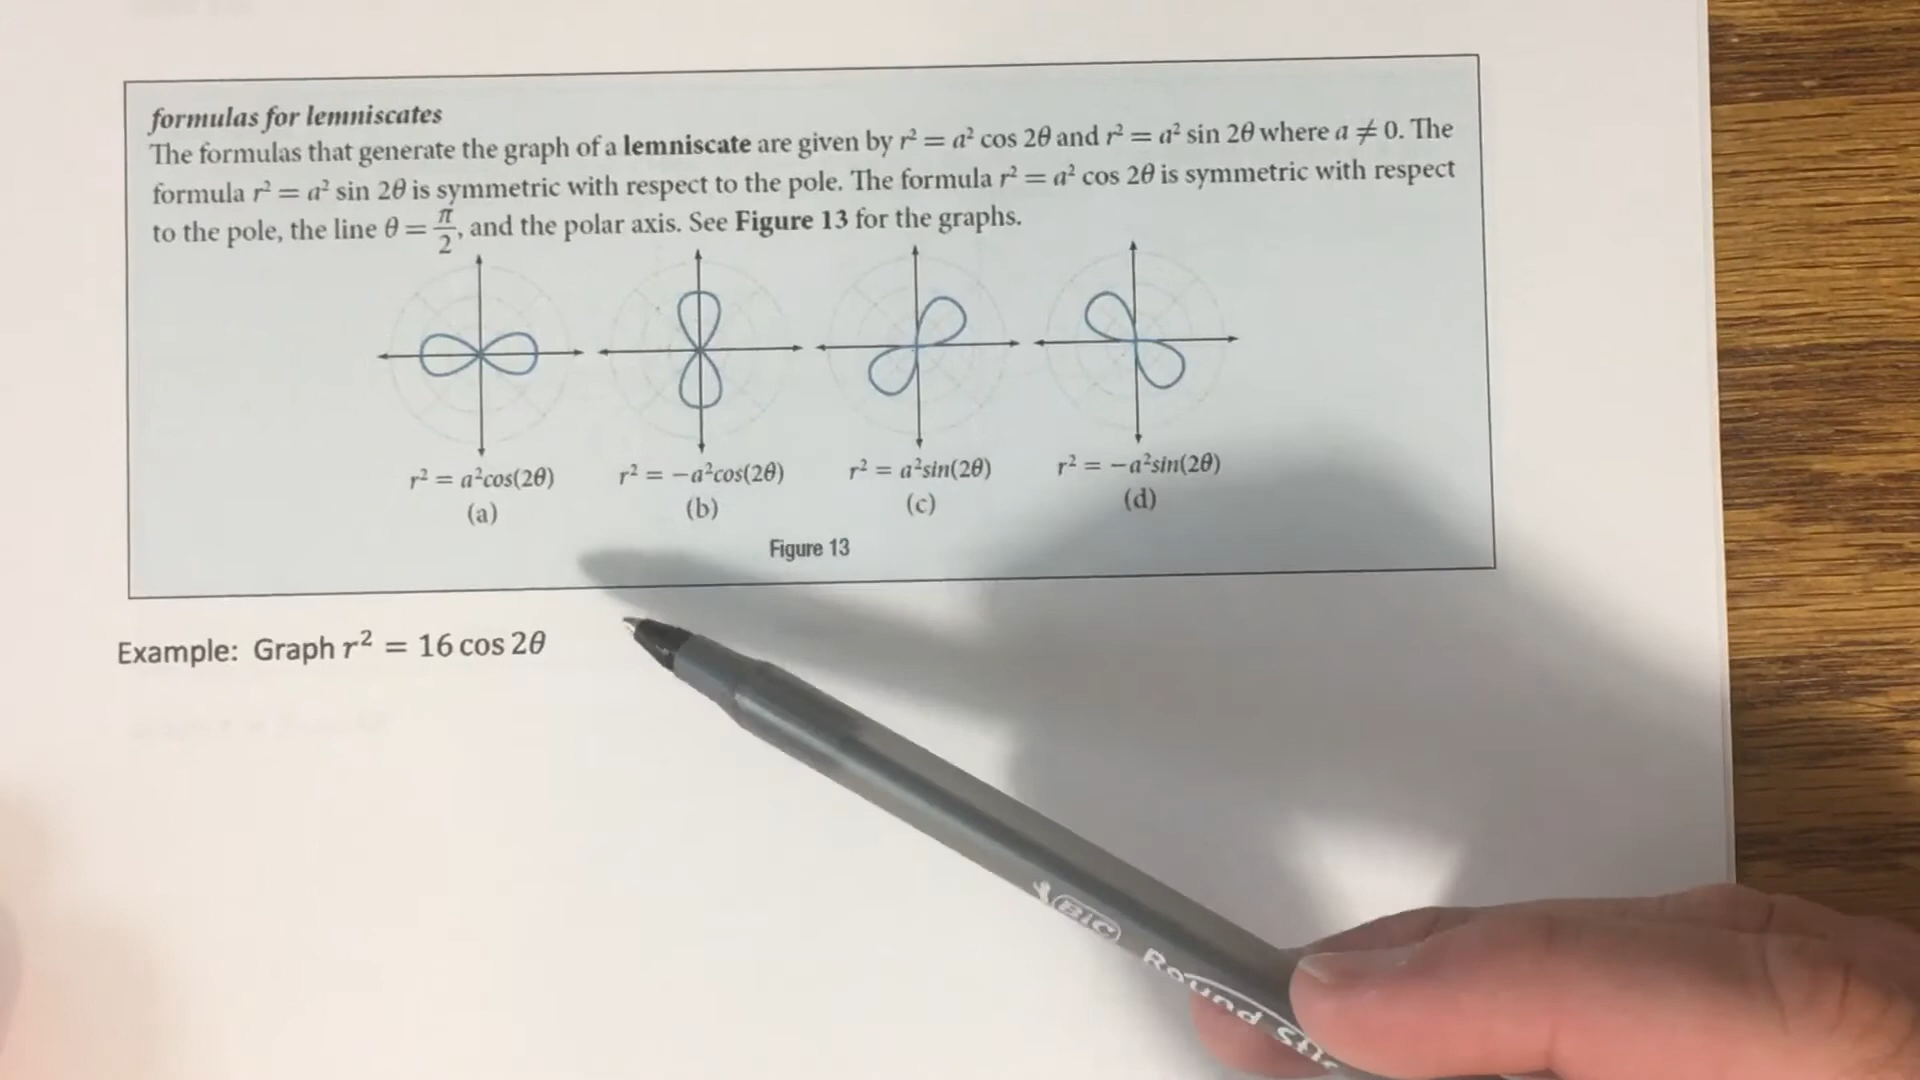 formulas for lemniscates
The formulas that generate the graph of a lemniscate are given by r² = a² cos 2θ and r² = a² sin 2θ where a ≠ 0. The
formula r² = a² sin 2θ is symmetric with respect to the pole. The formula r² = a² cos 2θ is symmetric with respect
to the pole, the line θ = π/2, and the polar axis. See Figure 13 for the graphs.
r² = a²cos(2θ) r² = −a²cos(2θ) r² = a²sin(2θ) r² = −a²sin(2θ)
(a) (b) (c) (d)
Figure 13
Example: Graph r² = 16 cos 2θ
BIC Round